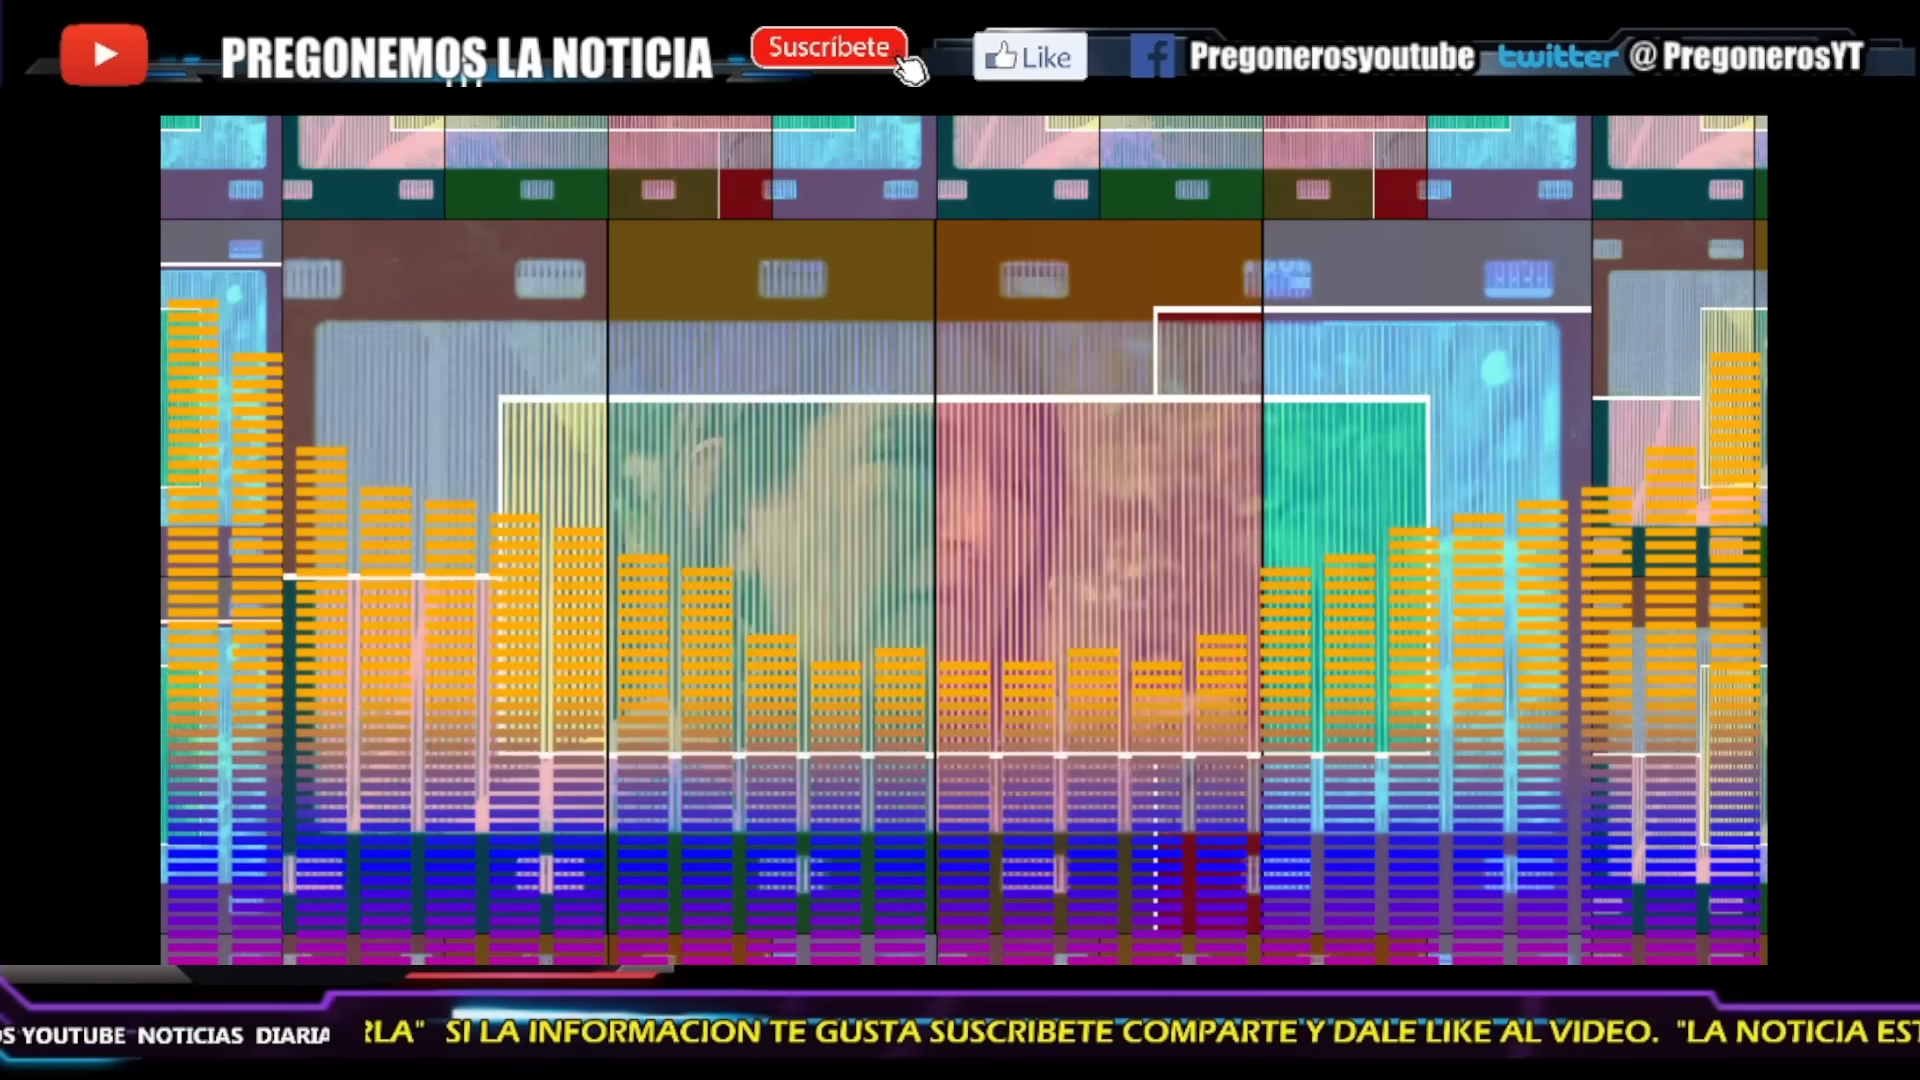 PREGONEMOS LA NOTICIA Suscríbete Like Pregonerosyoutube twitter @PregonerosYT
OS YOUTUBE NOTICIAS DIARIA RLA" SI LA INFORMACION TE GUSTA SUSCRIBETE COMPARTE Y DALE LIKE AL VIDEO. "LA NOTICIA EST